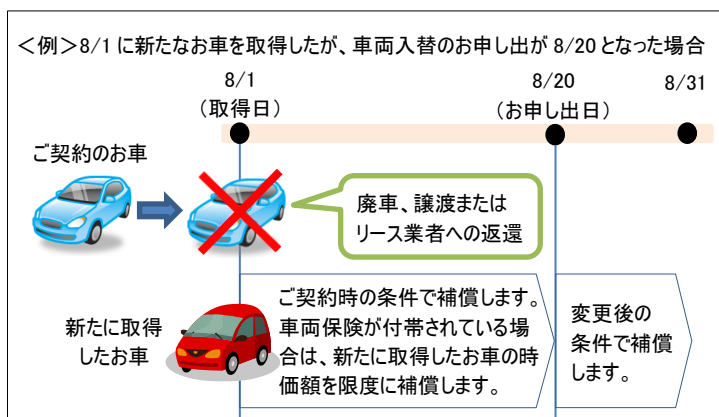 ＜例＞8/1に新たなお車を取得したが、車両入替のお申し出が8/20となった場合
8/1
（取得日）
8/20
（お申し出日）
8/31
ご契約のお車
廃車、譲渡または
リース業者への返還
新たに取得
したお車
ご契約時の条件で補償します。
車両保険が付帯されている場
合は、新たに取得したお車の時
価額を限度に補償します。
変更後の
条件で補償
します。